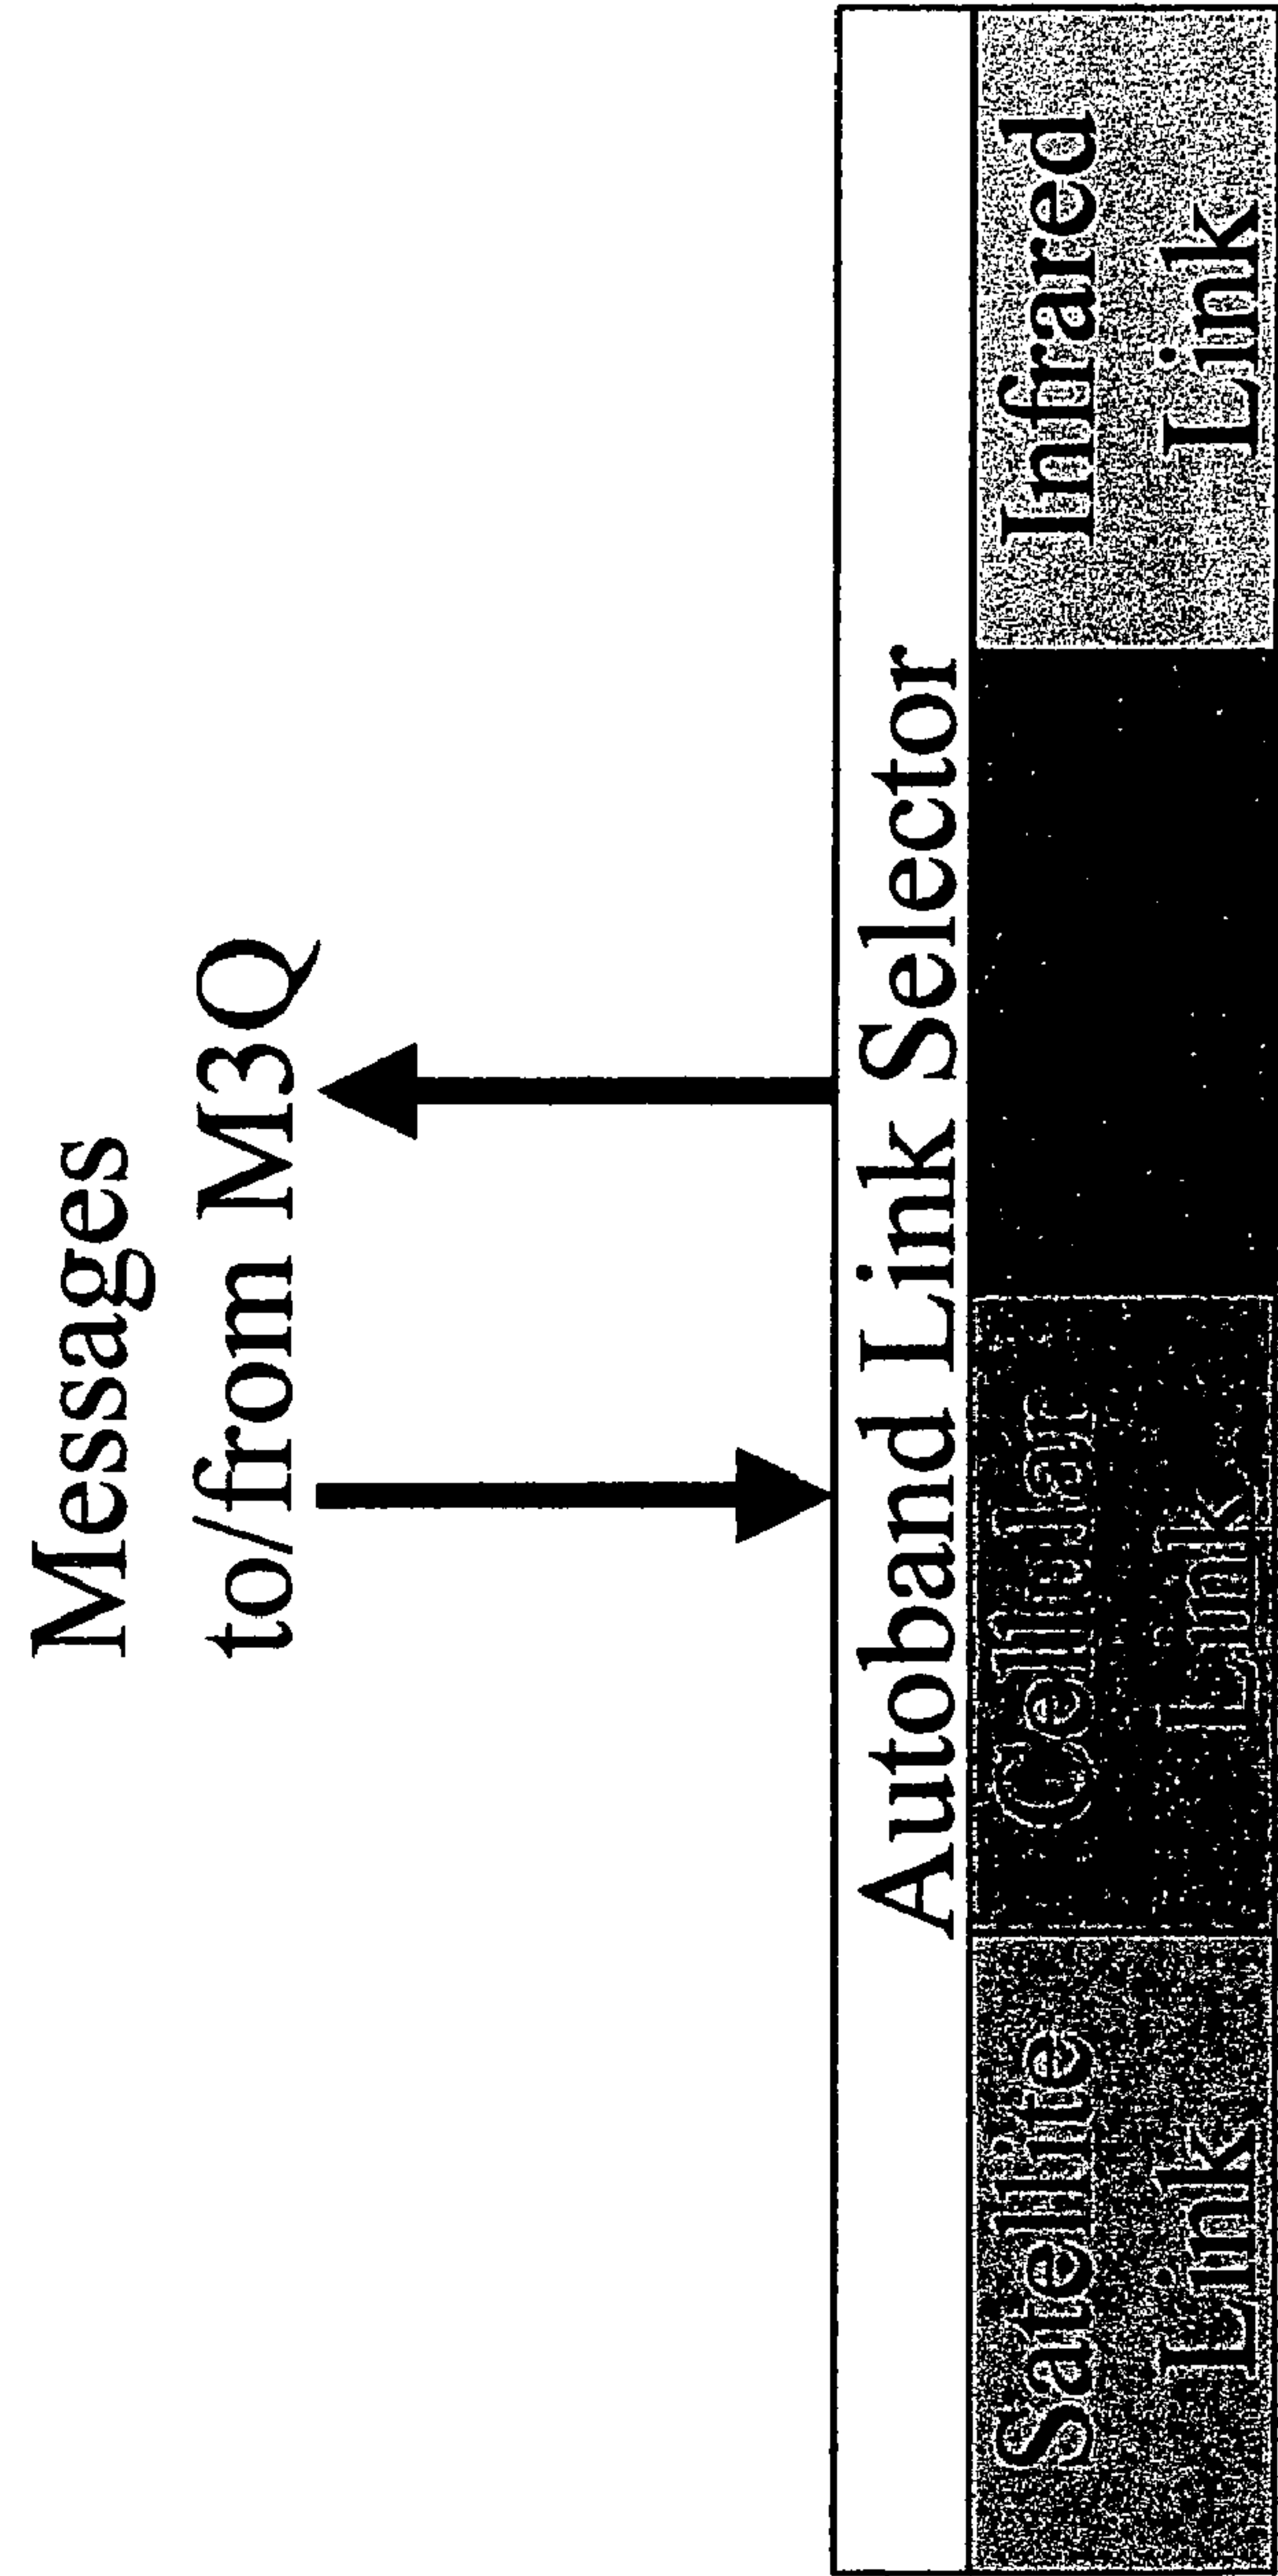 Messages
to/from M3Q
Autoband Link Selector
Satellite
Link
Cellular
Link
Infrared
Link